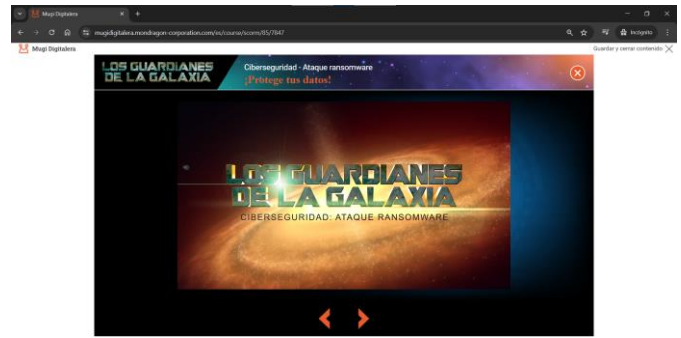 Mugi Digitalera
mugidigitalera.mondragon-corporation.com/es/course/scorm/85/7847
Incógnito
Mugi Digitalera
Guardar y cerrar contenido
LOS GUARDIANES
DE LA GALAXIA
Ciberseguridad - Ataque ransomware
¡Protege tus datos!
LOS GUARDIANES
DE LA GALAXIA
CIBERSEGURIDAD: ATAQUE RANSOMWARE